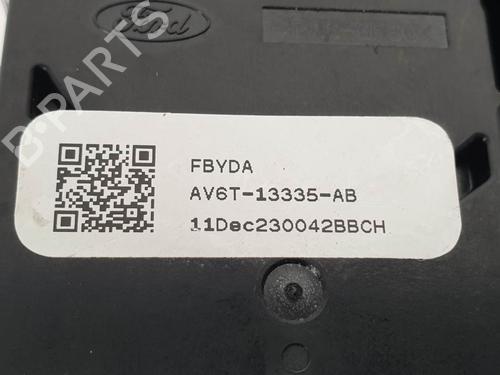 Ford
FBYDA
AV6T-13335-AB
11Dec230042BBCH
B-PARTS